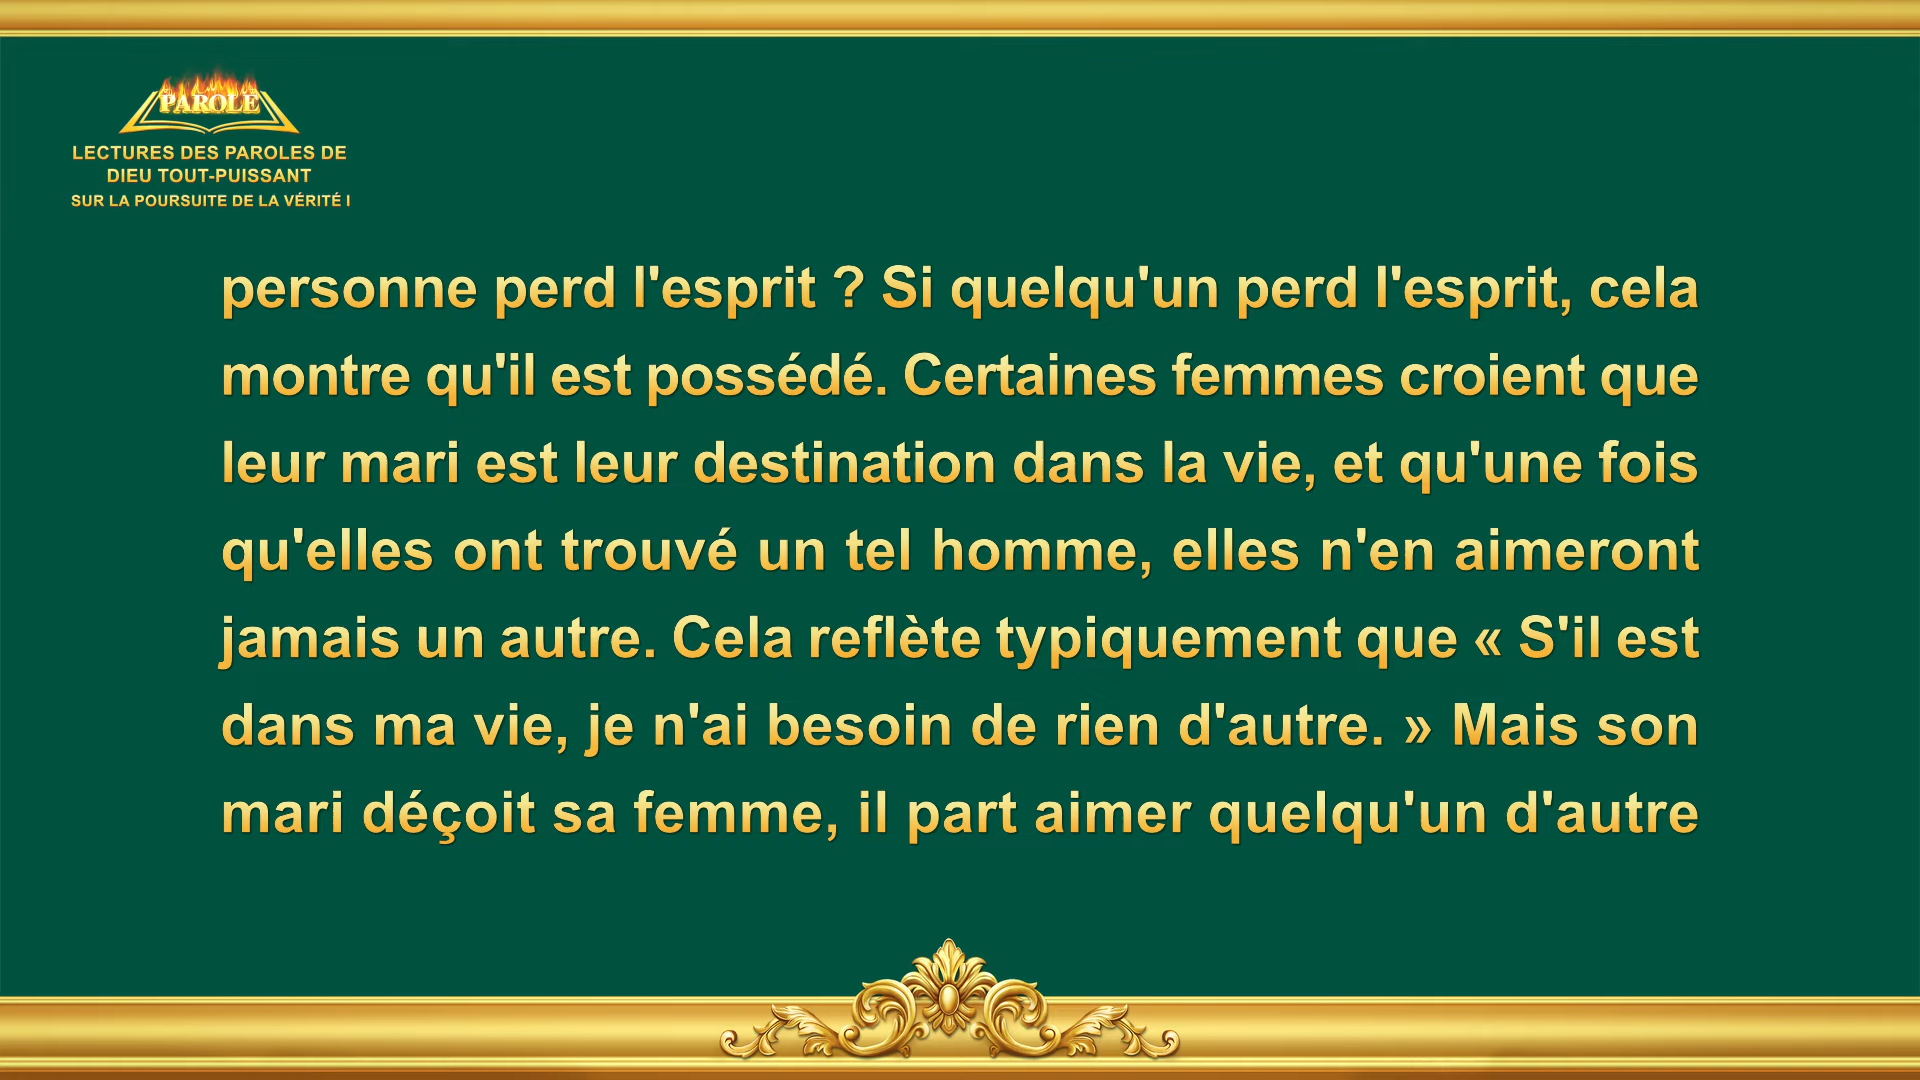 PAROLE
LECTURES DES PAROLES DE
DIEU TOUT-PUISSANT
SUR LA POURSUITE DE LA VÉRITÉ I
personne perd l'esprit ? Si quelqu'un perd l'esprit, cela
montre qu'il est possédé. Certaines femmes croient que
leur mari est leur destination dans la vie, et qu'une fois
qu'elles ont trouvé un tel homme, elles n'en aimeront
jamais un autre. Cela reflète typiquement que « S'il est
dans ma vie, je n'ai besoin de rien d'autre. » Mais son
mari déçoit sa femme, il part aimer quelqu'un d'autre